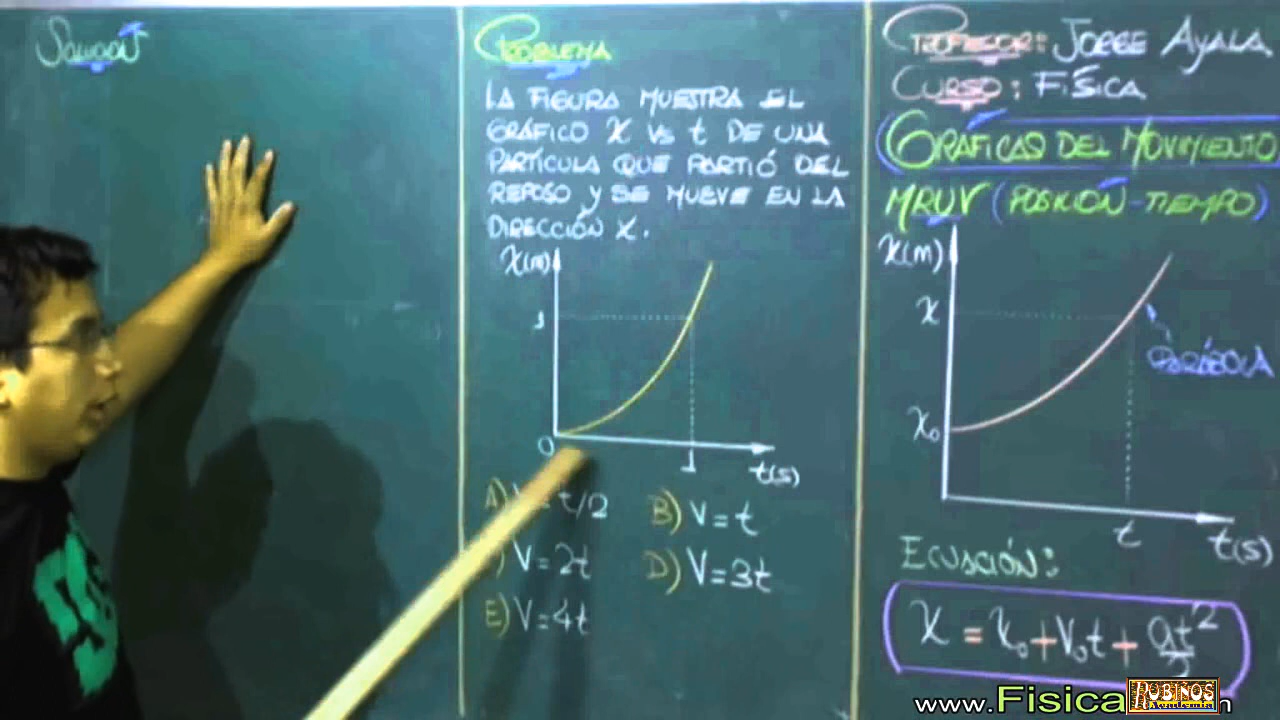 SOLUCIÓN
PROBLEMA
LA FIGURA MUESTRA EL
GRÁFICO X Vs t DE UNA
PARTÍCULA QUE PARTIÓ DEL
REPOSO Y SE MUEVE EN LA
DIRECCIÓN X.
X(m)
1
0
1
t(s)
A) V = t/2
B) V = t
) V = 2t
D) V = 3t
E) V = 4t
PROFESOR: JORGE AYALA
CURSO: FÍSICA
GRÁFICAS DEL MOVIMIENTO
MRUV (POSICIÓN-TIEMPO)
X(m)
X
PARÁBOLA
X₀
t
t(s)
ECUACIÓN:
X = X₀ + V₀t + at²/2
www.Fisica
ROBINOS